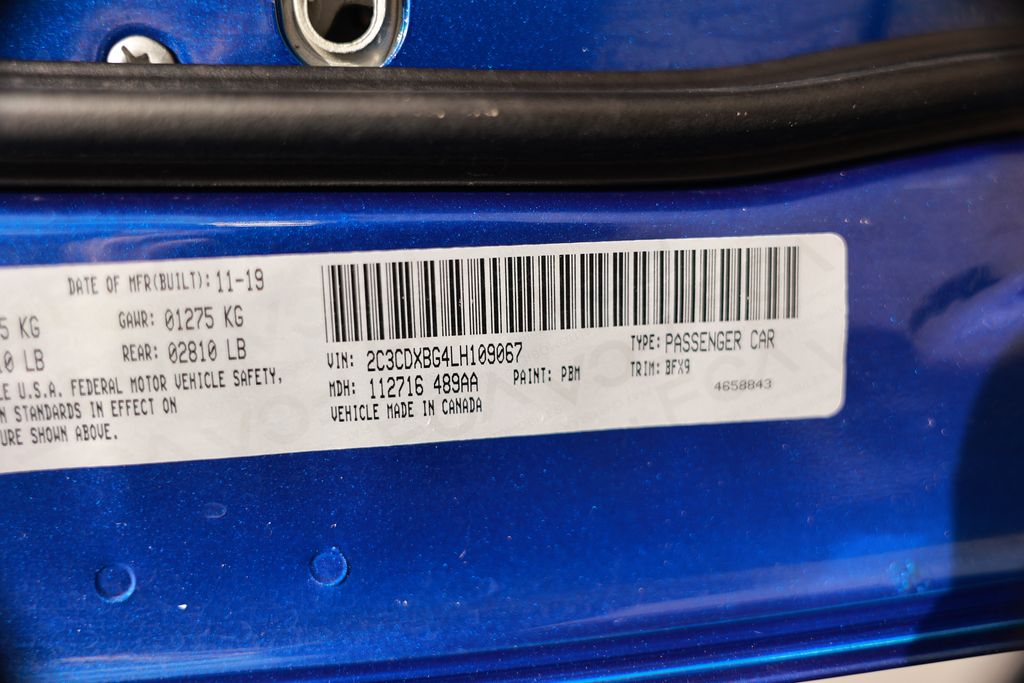 DATE OF MFR(BUILT): 11-19
5 KG GAWR: 01275 KG
0 LB REAR: 02810 LB
LE U.S.A. FEDERAL MOTOR VEHICLE SAFETY,
N STANDARDS IN EFFECT ON
URE SHOWN ABOVE.
VIN: 2C3CDXBG4LH109067 TYPE: PASSENGER CAR
MDH: 112716 489AA PAINT: PBM TRIM: BFX9
VEHICLE MADE IN CANADA 4658843